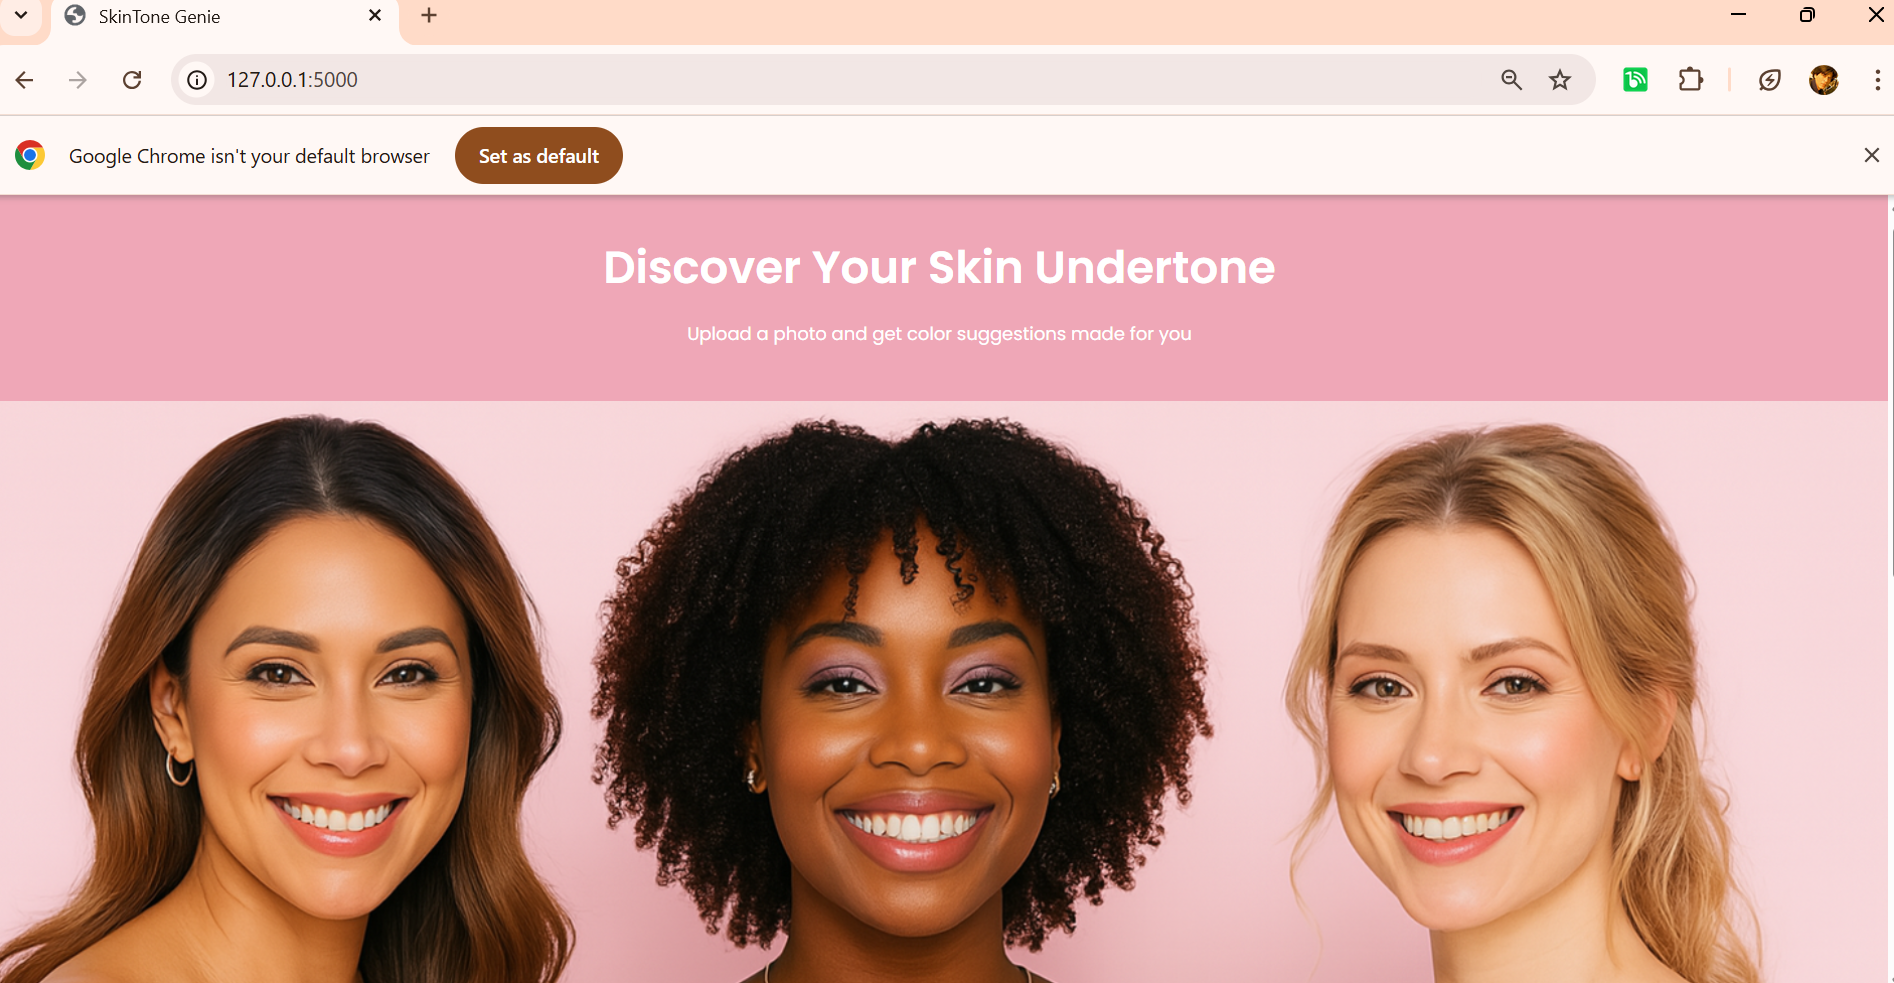 SkinTone Genie
127.0.0.1:5000
Google Chrome isn't your default browser
Set as default
Discover Your Skin Undertone
Upload a photo and get color suggestions made for you